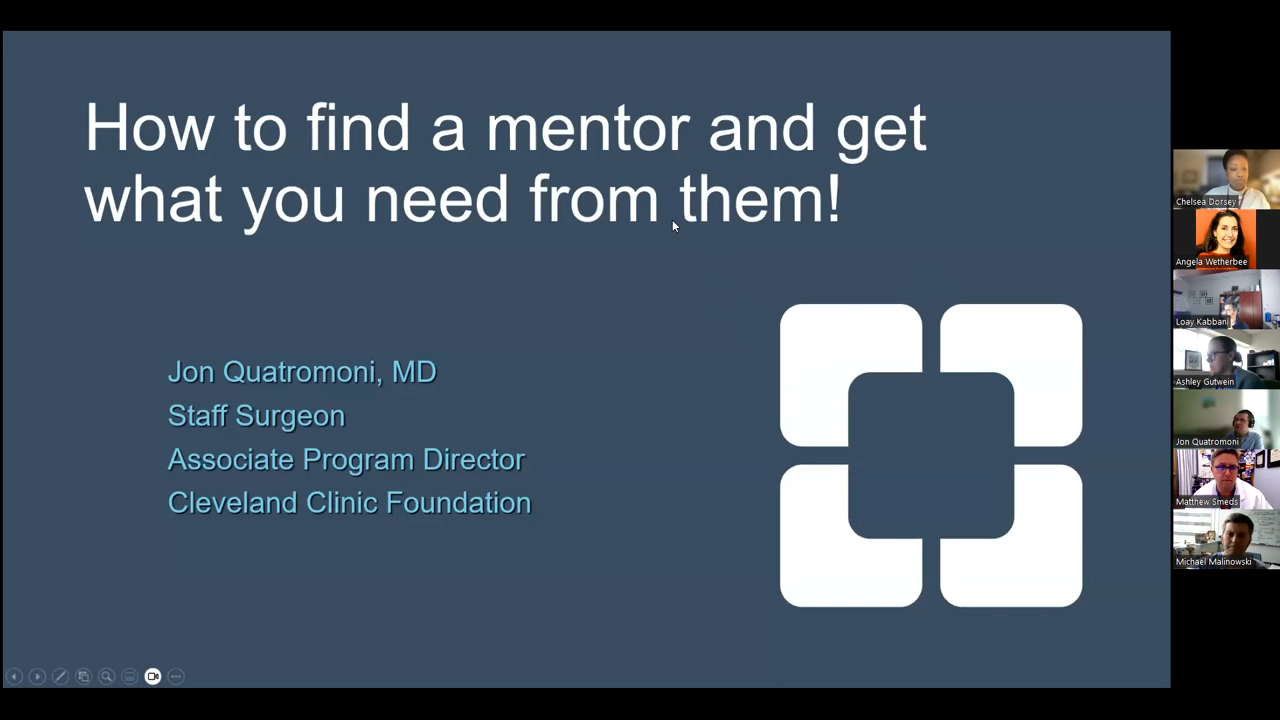 How to find a mentor and get
what you need from them!
Jon Quatromoni, MD
Staff Surgeon
Associate Program Director
Cleveland Clinic Foundation
Chelsea Dorsey
Angela Wetherbee
Loay Kabbani
Ashley Gutwein
Jon Quatromoni
Matthew Smeds
Michael Malinowski